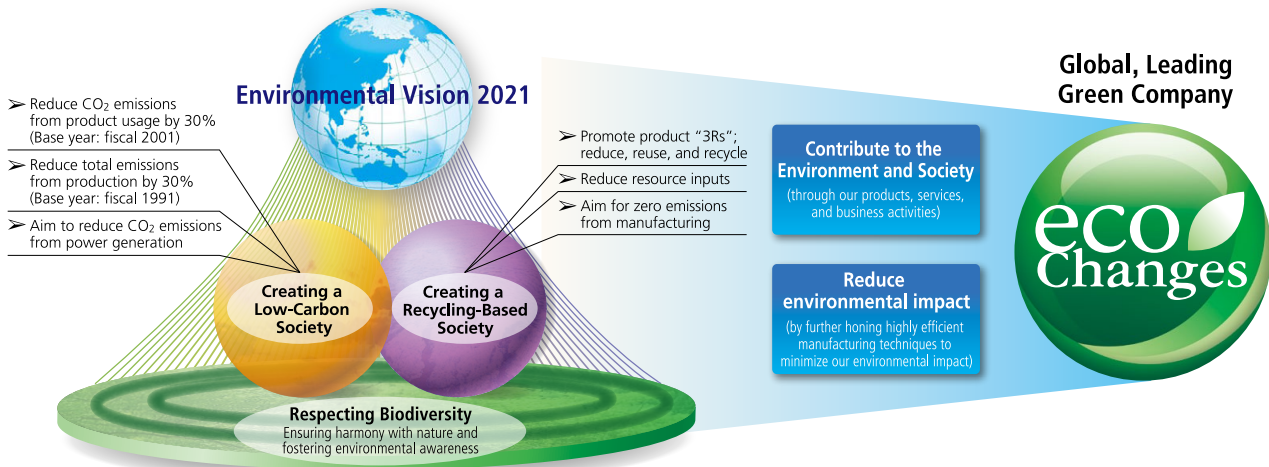 Environmental Vision 2021
➢ Reduce CO₂ emissions
from product usage by 30%
(Base year: fiscal 2001)
➢ Reduce total emissions
from production by 30%
(Base year: fiscal 1991)
➢ Aim to reduce CO₂ emissions
from power generation
➢ Promote product “3Rs”;
reduce, reuse, and recycle
➢ Reduce resource inputs
➢ Aim for zero emissions
from manufacturing
Creating a
Low-Carbon
Society
Creating a
Recycling-Based
Society
Respecting Biodiversity
Ensuring harmony with nature and
fostering environmental awareness
Contribute to the
Environment and Society
(through our products, services,
and business activities)
Reduce
environmental impact
(by further honing highly efficient
manufacturing techniques to
minimize our environmental impact)
Global, Leading
Green Company
eco
Changes